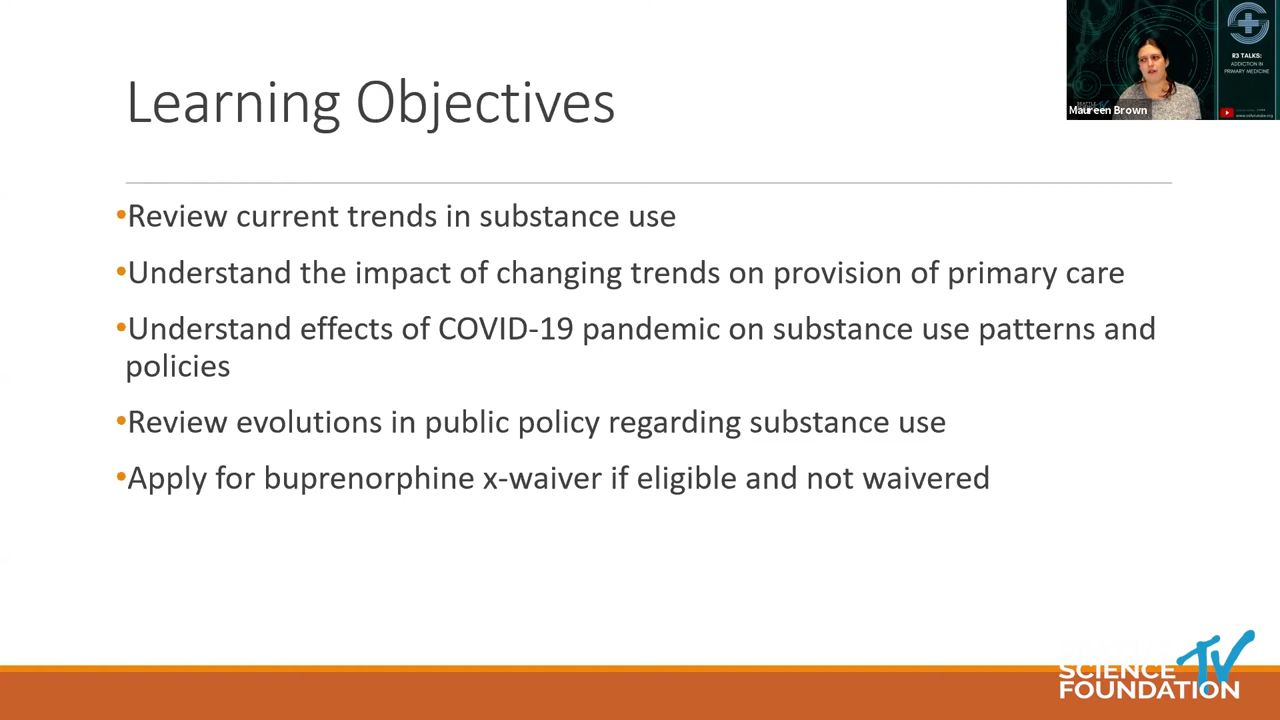 Learning Objectives
R3 TALKS:
ADDICTION IN
PRIMARY MEDICINE
Maureen Brown
•Review current trends in substance use
•Understand the impact of changing trends on provision of primary care
•Understand effects of COVID-19 pandemic on substance use patterns and
policies
•Review evolutions in public policy regarding substance use
•Apply for buprenorphine x-waiver if eligible and not waivered
SCIENCE TV
FOUNDATION